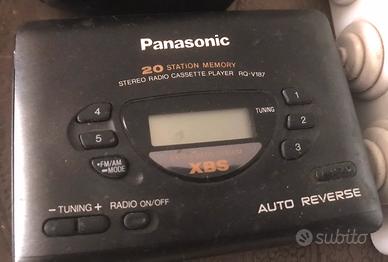 Panasonic
20 STATION MEMORY
STEREO RADIO CASSETTE PLAYER RQ-V187
4
1
TUNING
5
2
•FM/AM
—MODE
3
XBS
— TUNING + RADIO ON/OFF
AUTO REVERSE
subito